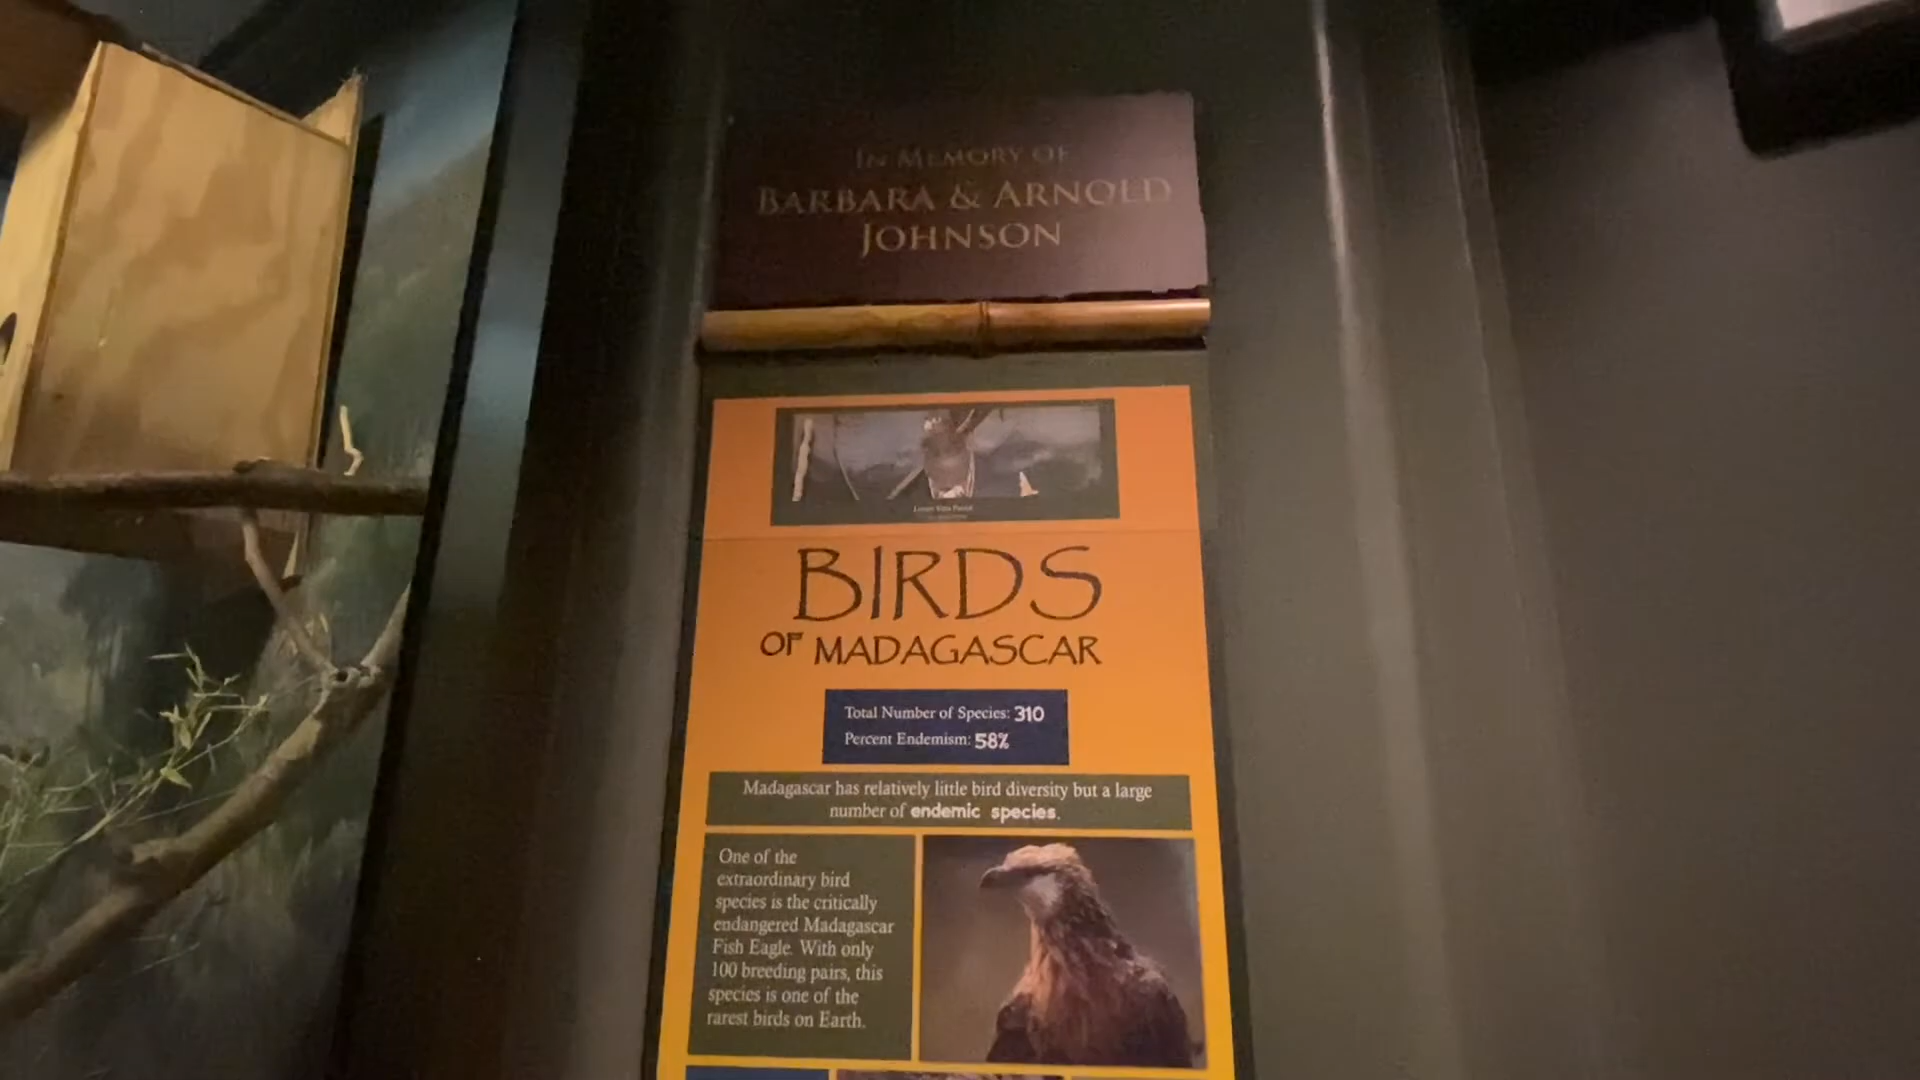 IN MEMORY OF
BARBARA & ARNOLD
JOHNSON
BIRDS
OF MADAGASCAR
Total Number of Species: 310
Percent Endemism: 58%
Madagascar has relatively little bird diversity but a large
number of endemic species.
One of the
extraordinary bird
species is the critically
endangered Madagascar
Fish Eagle. With only
100 breeding pairs, this
species is one of the
rarest birds on Earth.